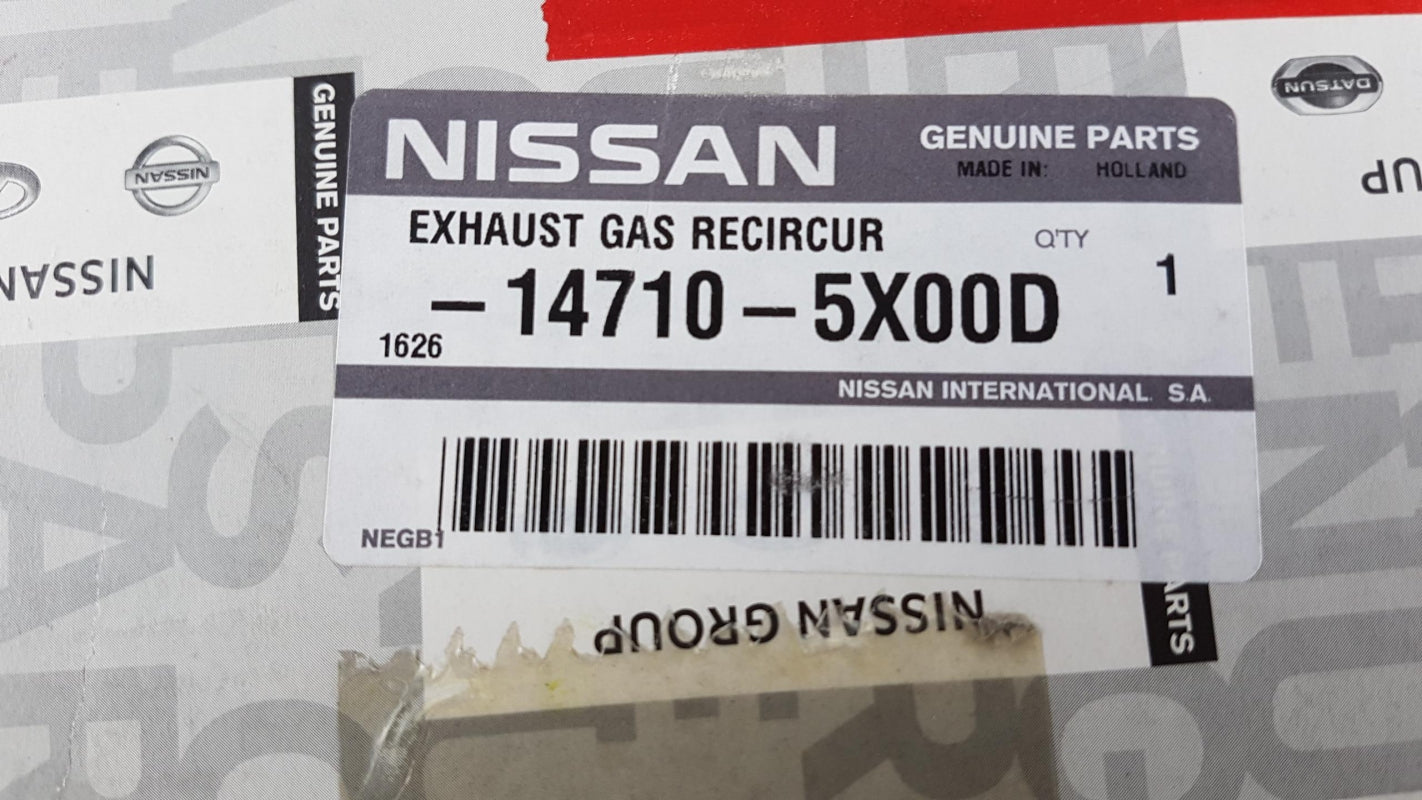 DATSUN
GENUINE PARTS
NISSAN
GENUINE PARTS
MADE IN: HOLLAND
NISSAN
UP
EXHAUST GAS RECIRCUR
Q'TY
NISSAN
- 14710 - 5X00D
1
1626
NISSAN INTERNATIONAL S.A.
NEGB1
NISSAN GROUP
PARTS